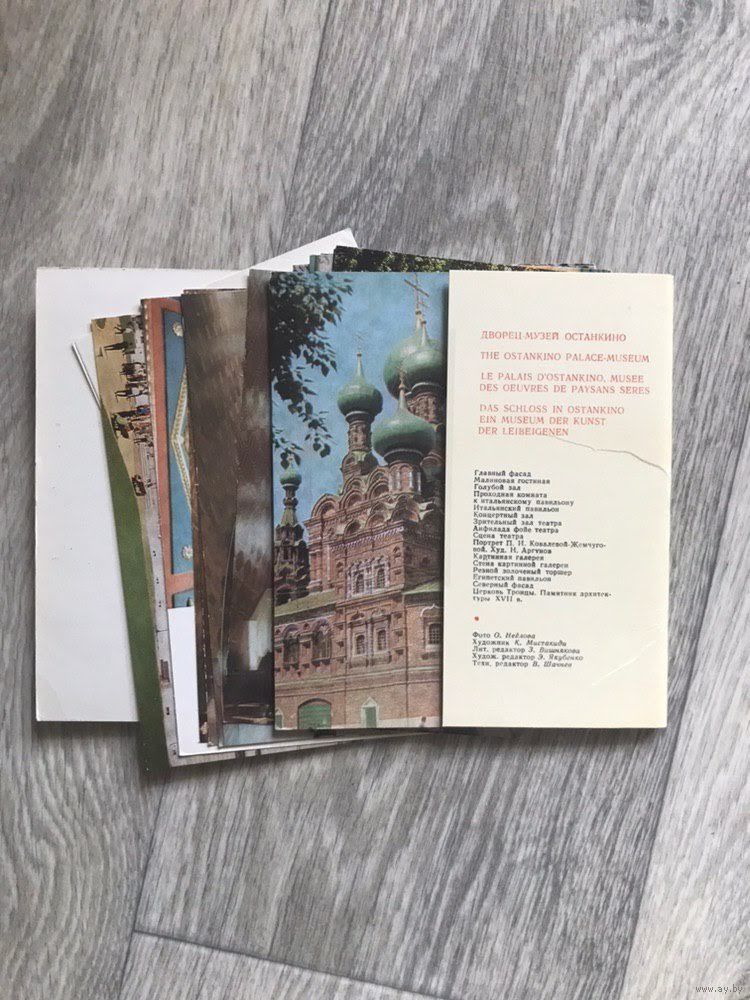 ДВОРЕЦ-МУЗЕЙ ОСТАНКИНО
THE OSTANKINO PALACE-MUSEUM
LE PALAIS D'OSTANKINO, MUSEE
DES OEUVRES DE PAYSANS SERES
DAS SCHLOSS IN OSTANKINO
EIN MUSEUM DER KUNST
DER LEIBEIGENEN
Главный фасад
Малиновая гостиная
Голубой зал
Проходная комната
к итальянскому павильону
Итальянский павильон
Концертный зал
Зрительный зал театра
Анфилада фойе театра
Сцена театра
Портрет П. И. Ковалевой-Жемчуго-
вой. Худ. Н. Аргунов
Картинная галерея
Стена картинной галереи
Резной золоченый торшер
Египетский павильон
Северный фасад
Церковь Троицы. Памятник архитек-
туры XVII в.
Фото О. Неёлова
Художник К. Мистакиди
Лит. редактор З. Вишнякова
Худож. редактор Э. Якубенко
Техн. редактор В. Шачнев
www.ay.by